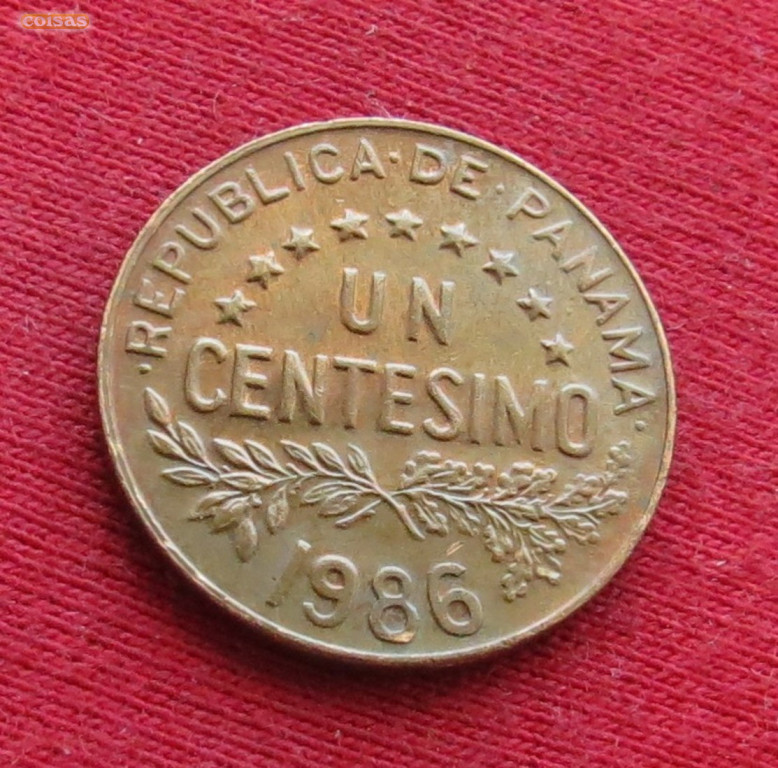 coisas
REPUBLICA·DE·PANAMA
UN
CENTESIMO
1986